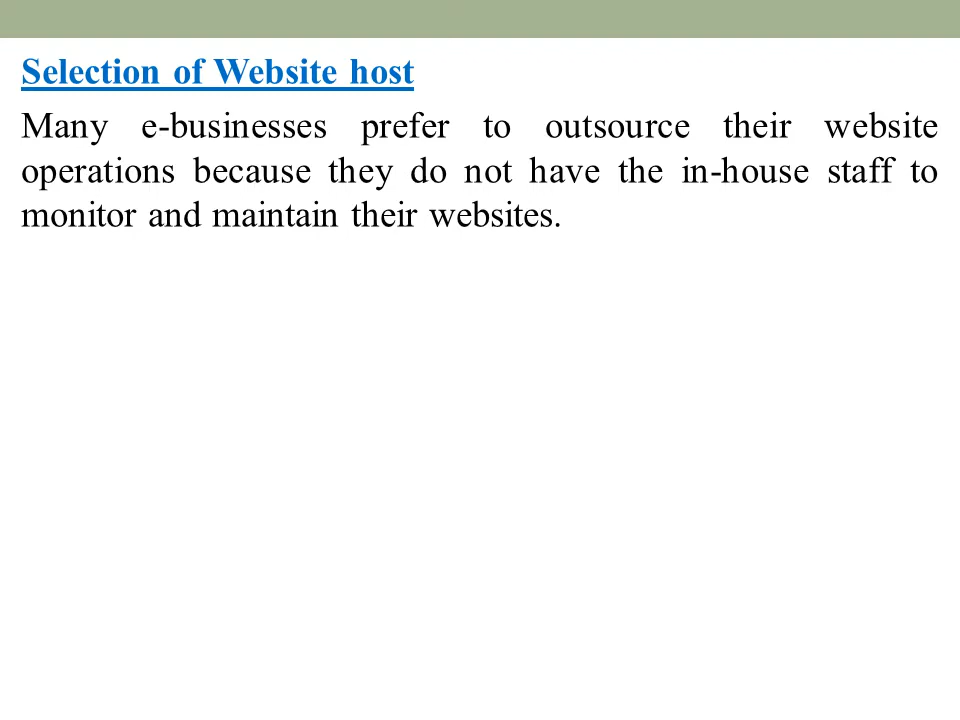 Selection of Website host
Many e-businesses prefer to outsource their website
operations because they do not have the in-house staff to
monitor and maintain their websites.